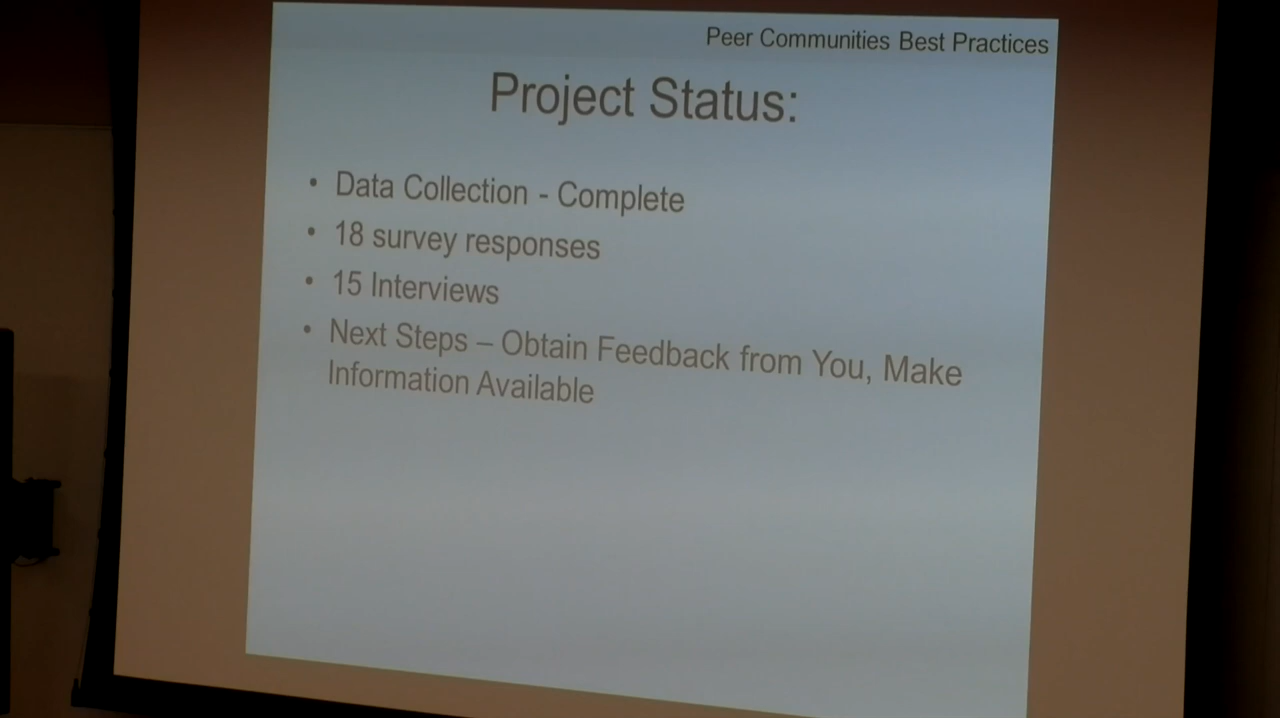 Peer Communities Best Practices
Project Status:
• Data Collection - Complete
• 18 survey responses
• 15 Interviews
• Next Steps – Obtain Feedback from You, Make
Information Available